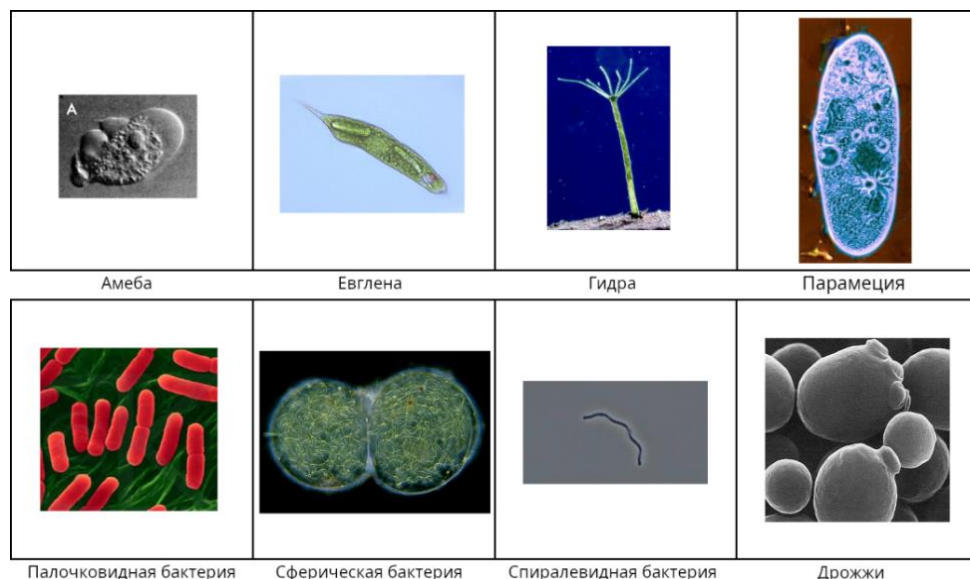 A
Амеба
Евглена
Гидра
Парамеция
Палочковидная бактерия
Сферическая бактерия
Спиралевидная бактерия
Дрожжи